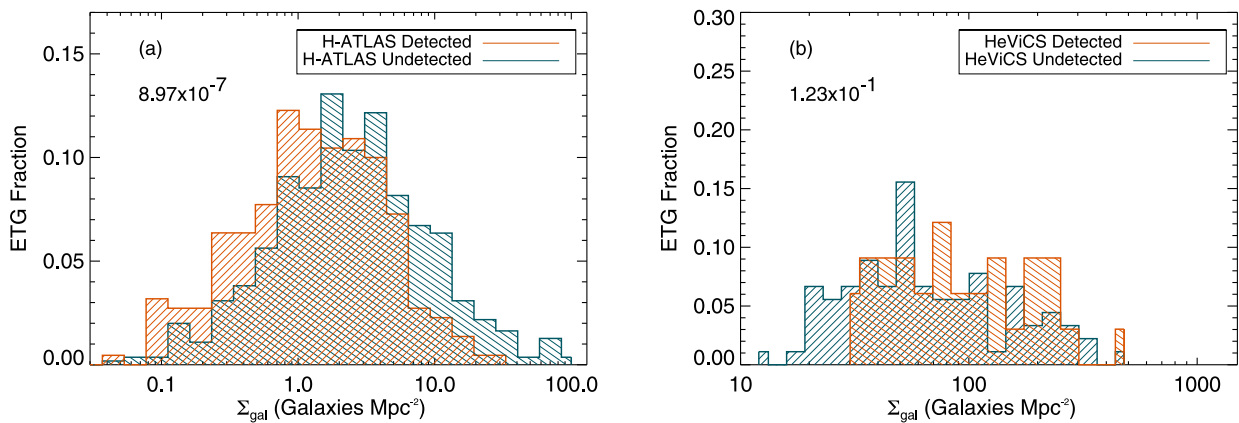 (a)
H-ATLAS Detected
H-ATLAS Undetected
8.97x10⁻⁷
0.15
0.10
0.05
0.00
ETG Fraction
0.1
1.0
10.0
100.0
Σgal (Galaxies Mpc⁻²)
(b)
HeViCS Detected
HeViCS Undetected
1.23x10⁻¹
0.30
0.25
0.20
0.15
0.10
0.05
0.00
ETG Fraction
10
100
1000
Σgal (Galaxies Mpc⁻²)